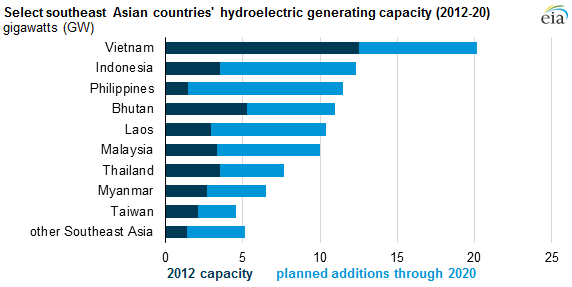 Select southeast Asian countries' hydroelectric generating capacity (2012-20)
gigawatts (GW)
eia
Vietnam
Indonesia
Philippines
Bhutan
Laos
Malaysia
Thailand
Myanmar
Taiwan
other Southeast Asia
0 5 10 15 20 25
2012 capacity planned additions through 2020